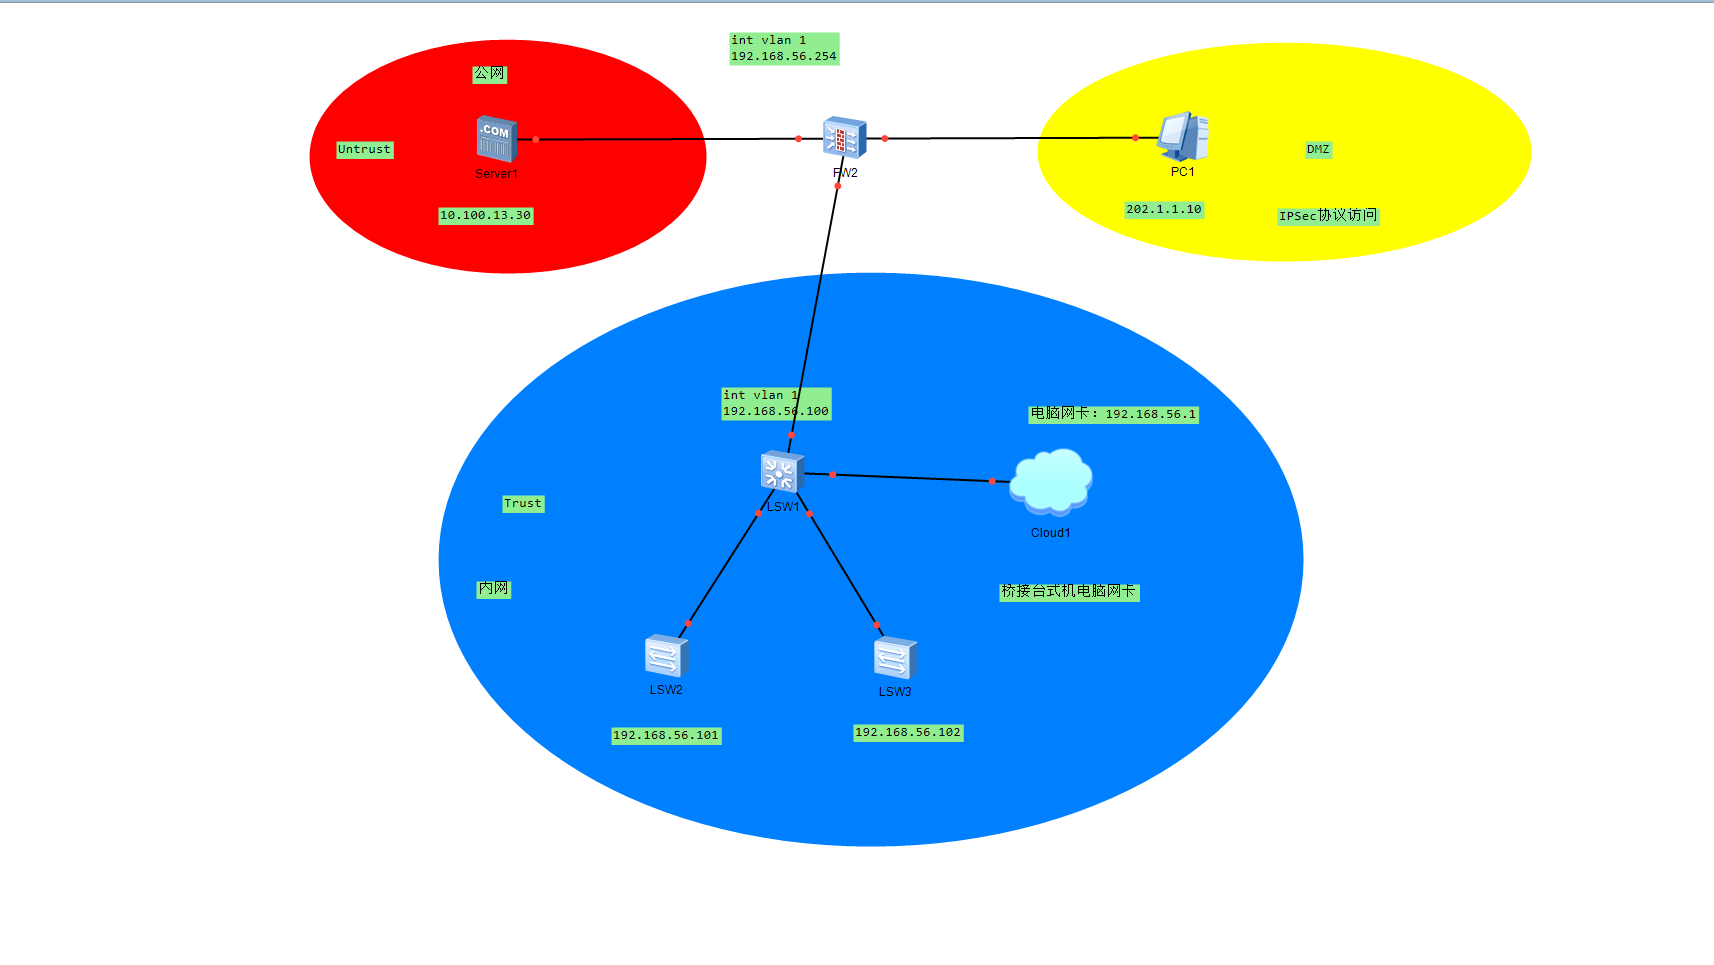 int vlan 1
192.168.56.254
公网
.COM
Untrust
Server1
10.100.13.30
FW2
PC1
DMZ
202.1.1.10
IPSec协议访问
int vlan 1
192.168.56.100
电脑网卡：192.168.56.1
Trust
LSW1
Cloud1
内网
桥接台式机电脑网卡
LSW2
LSW3
192.168.56.101
192.168.56.102